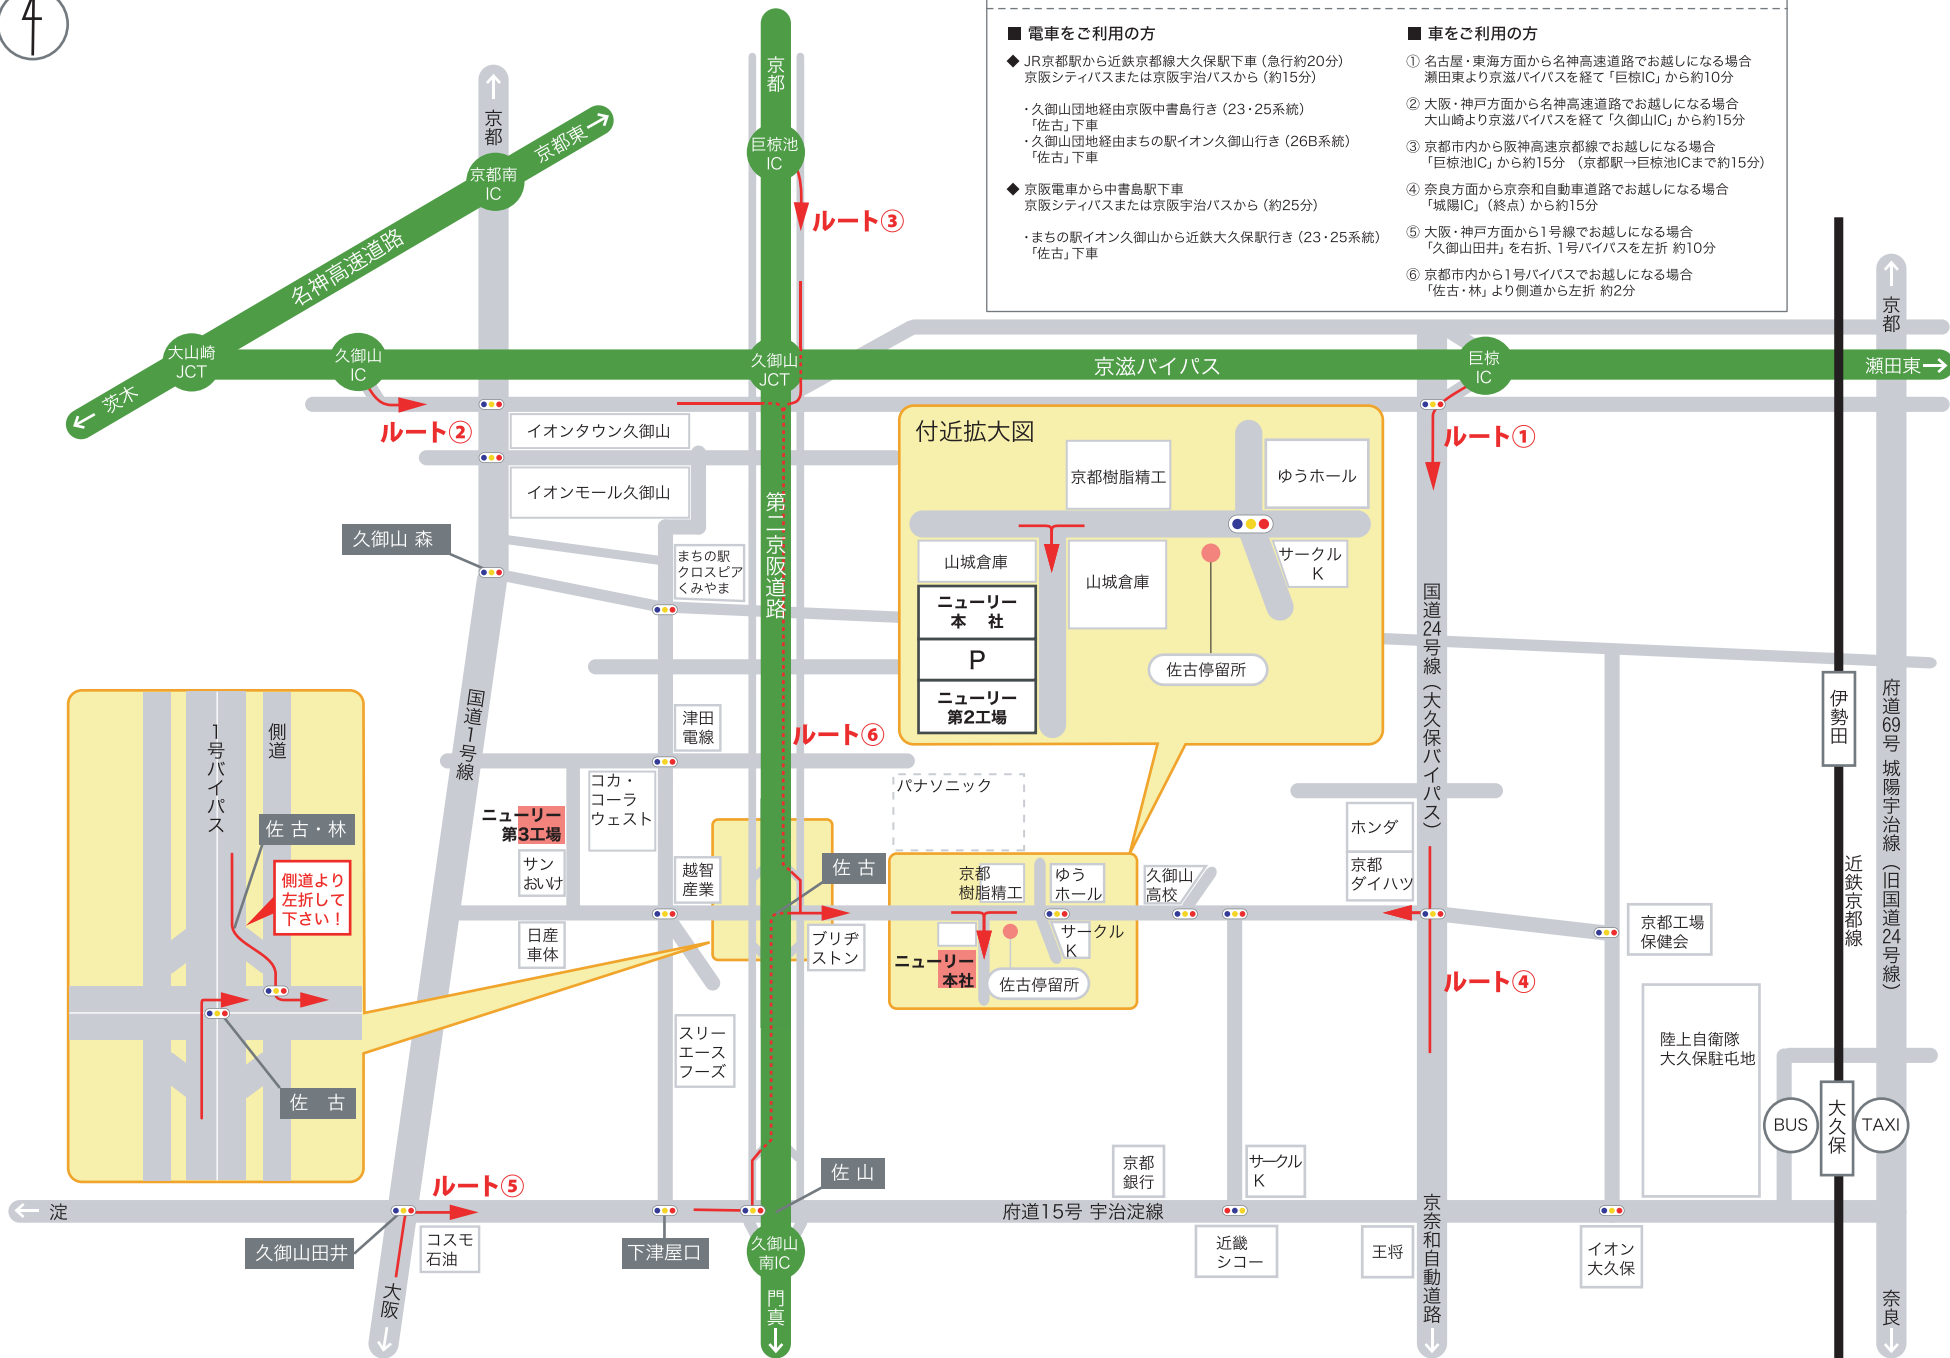 ■ 電車をご利用の方
◆ JR京都駅から近鉄京都線大久保駅下車（急行約20分）
京阪シティバスまたは京阪宇治バスから（約15分）
・久御山団地経由京阪中書島行き（23・25系統）
「佐古」下車
・久御山団地経由まちの駅イオン久御山行き（26B系統）
「佐古」下車
◆ 京阪電車から中書島駅下車
京阪シティバスまたは京阪宇治バスから（約25分）
・まちの駅イオン久御山から近鉄大久保駅行き（23・25系統）
「佐古」下車
■ 車をご利用の方
① 名古屋・東海方面から名神高速道路でお越しになる場合
瀬田東より京滋バイパスを経て「巨椋IC」から約10分
② 大阪・神戸方面から名神高速道路でお越しになる場合
大山崎より京滋バイパスを経て「久御山IC」から約15分
③ 京都市内から阪神高速京都線でお越しになる場合
「巨椋池IC」から約15分 （京都駅→巨椋池ICまで約15分）
④ 奈良方面から京奈和自動車道路でお越しになる場合
「城陽IC」（終点）から約15分
⑤ 大阪・神戸方面から1号線でお越しになる場合
「久御山田井」を右折、1号バイパスを左折 約10分
⑥ 京都市内から1号バイパスでお越しになる場合
「佐古・林」より側道から左折 約2分
京都
京都
京都東
京都南
IC
巨椋池
IC
ルート③
名神高速道路
大山崎
JCT
茨木
久御山
IC
久御山
JCT
京滋バイパス
巨椋
IC
瀬田東
京都
ルート②
ルート①
イオンタウン久御山
イオンモール久御山
久御山 森
まちの駅
クロスピア
くみやま
第二京阪道路
付近拡大図
京都樹脂精工
ゆうホール
山城倉庫
山城倉庫
サークル
K
ニューリー
本 社
P
ニューリー
第2工場
佐古停留所
国道24号線（大久保バイパス）
伊勢田
府道69号 城陽宇治線（旧国道24号線）
近鉄京都線
国道1号線
津田
電線
ルート⑥
コカ・
コーラ
ウェスト
ニューリー
第3工場
サン
おいけ
越智
産業
日産
車体
佐 古
ブリヂ
ストン
パナソニック
京都
樹脂精工
ゆう
ホール
サークル
K
ニューリー
本社
佐古停留所
久御山
高校
ホンダ
京都
ダイハツ
京都工場
保健会
ルート④
陸上自衛隊
大久保駐屯地
BUS
大久保
TAXI
1号バイパス
側道
佐 古・林
側道より
左折して
下さい！
佐 古
スリー
エース
フーズ
佐 山
ルート⑤
淀
久御山田井
コスモ
石油
下津屋口
久御山
南IC
府道15号 宇治淀線
京都
銀行
サークル
K
近畿
シコー
王将
イオン
大久保
京奈和自動道路
大阪
門真
奈良